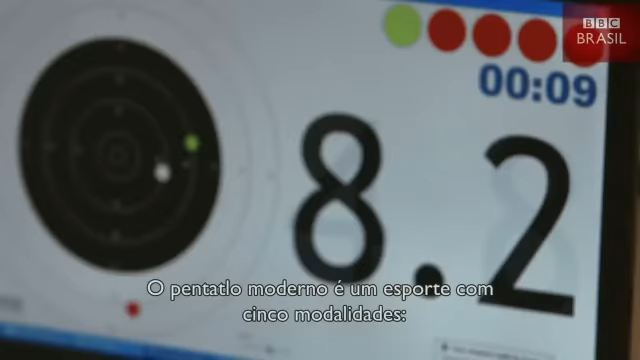 BBC
BRASIL
00:09
8.2
O pentatlo moderno é um esporte com
cinco modalidades: